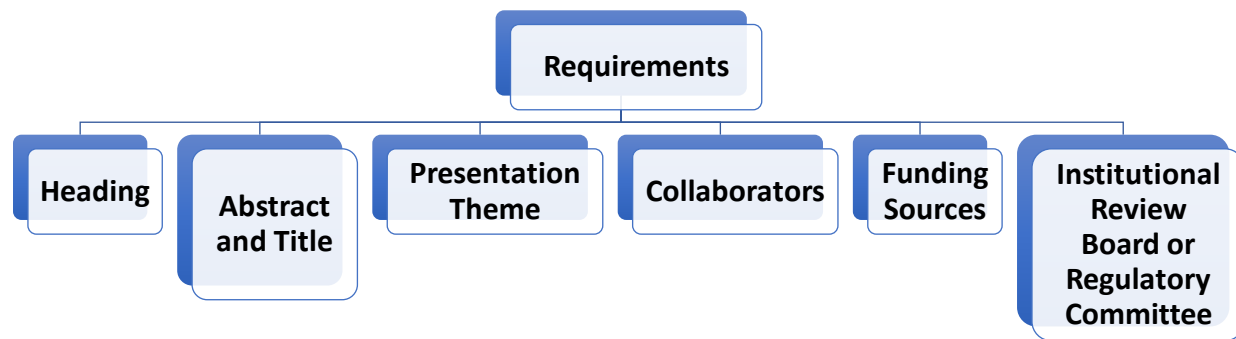 Requirements
Heading
Abstract
and Title
Presentation
Theme
Collaborators
Funding
Sources
Institutional
Review
Board or
Regulatory
Committee